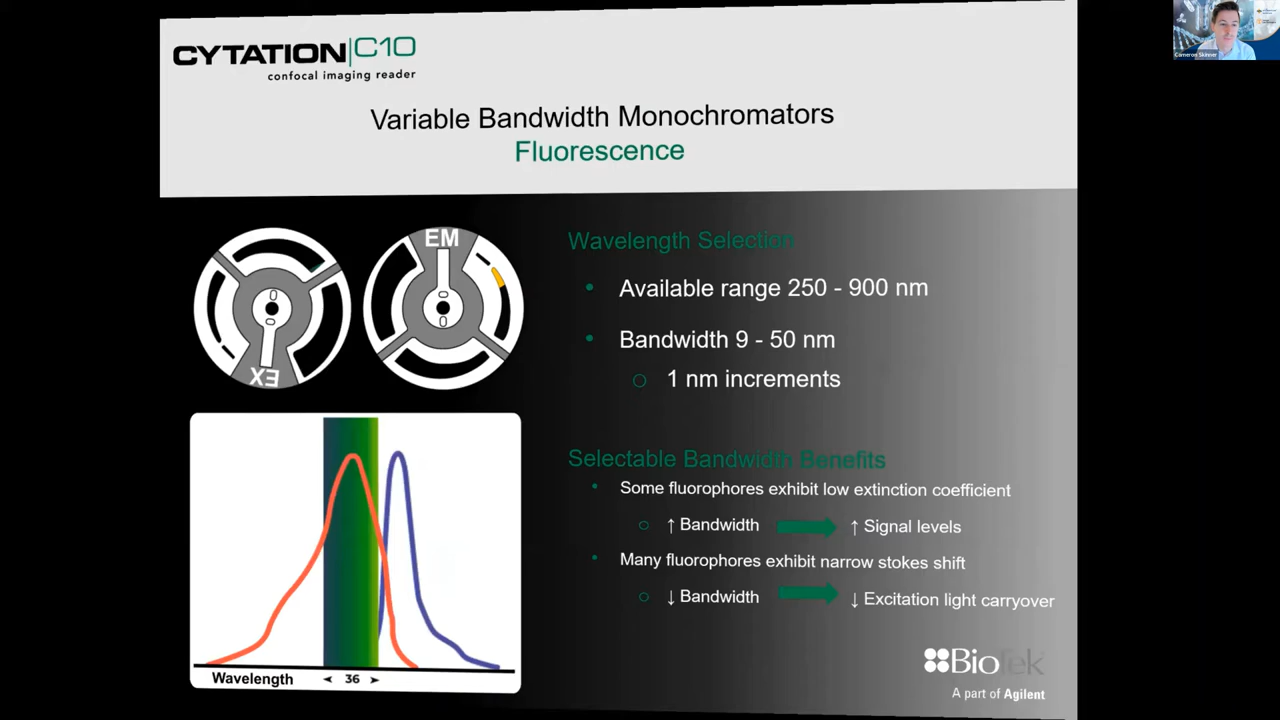 CYTATION|C10
confocal imaging reader
Variable Bandwidth Monochromators
Fluorescence
EX
EM
Wavelength Selection
• Available range 250 - 900 nm
• Bandwidth 9 - 50 nm
○ 1 nm increments
Selectable Bandwidth Benefits
• Some fluorophores exhibit low extinction coefficient
○ ↑ Bandwidth ↑ Signal levels
• Many fluorophores exhibit narrow stokes shift
○ ↓ Bandwidth ↓ Excitation light carryover
Wavelength 36
BioTek
A part of Agilent
Cameron Skinner